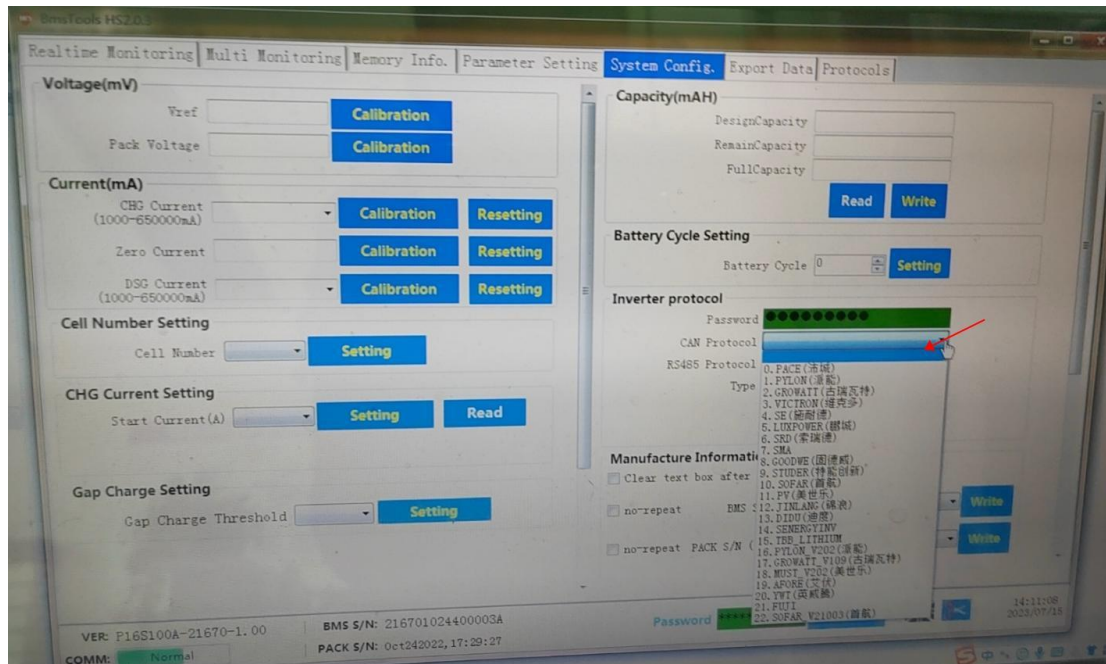 BmsTools HS2.0.3
Realtime Monitoring Multi Monitoring Memory Info. Parameter Setting System Config. Export Data Protocols
Voltage(mV)
Vref Calibration
Pack Voltage Calibration
Current(mA)
CHG Current
(1000-650000mA) Calibration Resetting
Zero Current Calibration Resetting
DSG Current
(1000-650000mA) Calibration Resetting
Cell Number Setting
Cell Number Setting
CHG Current Setting
Start Current(A) Setting Read
Gap Charge Setting
Gap Charge Threshold Setting
Capacity(mAH)
DesignCapacity
RemainCapacity
FullCapacity
Read Write
Battery Cycle Setting
Battery Cycle 0 Setting
Inverter protocol
Password
CAN Protocol
RS485 Protocol
Type
0. PACE(沛城)
1. PYLON(派能)
2. GROWATT(古瑞瓦特)
3. VICTRON(维克多)
4. SE(施耐德)
5. LUXPOWER(鹏城)
6. SRD(索瑞德)
7. SMA
8. GOODWE(固德威)
9. STUDER(特能创新)
10. SOFAR(首航)
11. PV(美世乐)
12. JINLANG(锦浪)
13. DIDU(迪度)
14. SENERGYINV
15. TBB_LITHIUM
16. PYLON_V202(派能)
17. GROWATT_V109(古瑞瓦特)
18. MUST_V202(美世乐)
19. AFORE(艾伏)
20. YWT(英威腾)
21. FUJI
22. SOFAR_V21003(首航)
Manufacture Informati
Clear text box after
no-repeat BMS Write
no-repeat PACK S/N ( Write
VER: P16S100A-21670-1.00 BMS S/N: 216701024400003A
COMM: Normal PACK S/N: Oct242022,17:29:27
Password
14:11:08
2023/07/15